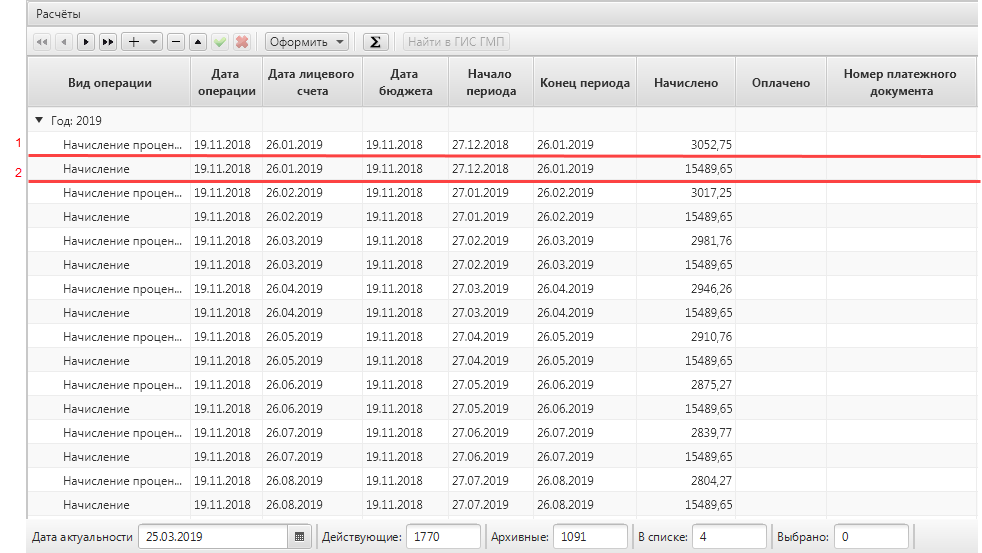 Расчёты
Оформить Найти в ГИС ГМП
Вид операции Дата операции Дата лицевого счета Дата бюджета Начало периода Конец периода Начислено Оплачено Номер платежного документа
Год: 2019
1 Начисление процен... 19.11.2018 26.01.2019 19.11.2018 27.12.2018 26.01.2019 3052,75
2 Начисление 19.11.2018 26.01.2019 19.11.2018 27.12.2018 26.01.2019 15489,65
Начисление процен... 19.11.2018 26.02.2019 19.11.2018 27.01.2019 26.02.2019 3017,25
Начисление 19.11.2018 26.02.2019 19.11.2018 27.01.2019 26.02.2019 15489,65
Начисление процен... 19.11.2018 26.03.2019 19.11.2018 27.02.2019 26.03.2019 2981,76
Начисление 19.11.2018 26.03.2019 19.11.2018 27.02.2019 26.03.2019 15489,65
Начисление процен... 19.11.2018 26.04.2019 19.11.2018 27.03.2019 26.04.2019 2946,26
Начисление 19.11.2018 26.04.2019 19.11.2018 27.03.2019 26.04.2019 15489,65
Начисление процен... 19.11.2018 26.05.2019 19.11.2018 27.04.2019 26.05.2019 2910,76
Начисление 19.11.2018 26.05.2019 19.11.2018 27.04.2019 26.05.2019 15489,65
Начисление процен... 19.11.2018 26.06.2019 19.11.2018 27.05.2019 26.06.2019 2875,27
Начисление 19.11.2018 26.06.2019 19.11.2018 27.05.2019 26.06.2019 15489,65
Начисление процен... 19.11.2018 26.07.2019 19.11.2018 27.06.2019 26.07.2019 2839,77
Начисление 19.11.2018 26.07.2019 19.11.2018 27.06.2019 26.07.2019 15489,65
Начисление процен... 19.11.2018 26.08.2019 19.11.2018 27.07.2019 26.08.2019 2804,27
Начисление 19.11.2018 26.08.2019 19.11.2018 27.07.2019 26.08.2019 15489,65
Дата актуальности 25.03.2019 Действующие: 1770 Архивные: 1091 В списке: 4 Выбрано: 0